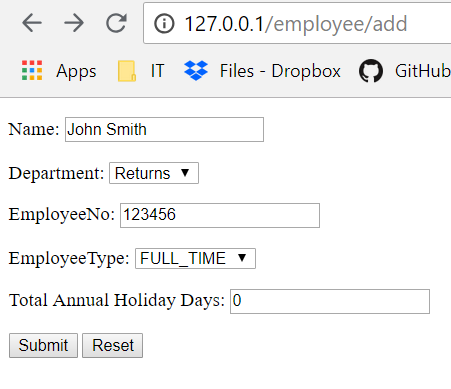 127.0.0.1/employee/add
Apps IT Files - Dropbox GitHub
Name: John Smith
Department: Returns
EmployeeNo: 123456
EmployeeType: FULL_TIME
Total Annual Holiday Days: 0
Submit Reset